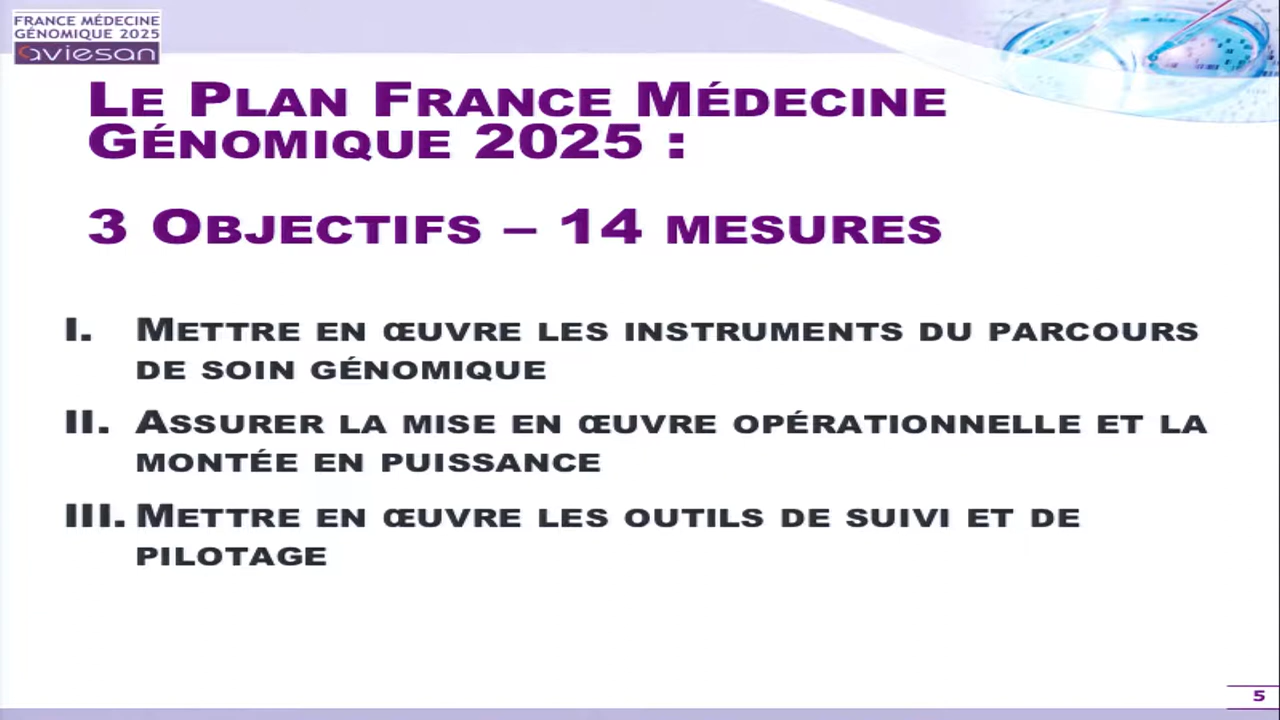 FRANCE MÉDECINE
GÉNOMIQUE 2025
aviesan
LE PLAN FRANCE MÉDECINE
GÉNOMIQUE 2025 :
3 OBJECTIFS – 14 MESURES
I. METTRE EN ŒUVRE LES INSTRUMENTS DU PARCOURS
DE SOIN GÉNOMIQUE
II. ASSURER LA MISE EN ŒUVRE OPÉRATIONNELLE ET LA
MONTÉE EN PUISSANCE
III. METTRE EN ŒUVRE LES OUTILS DE SUIVI ET DE
PILOTAGE
5